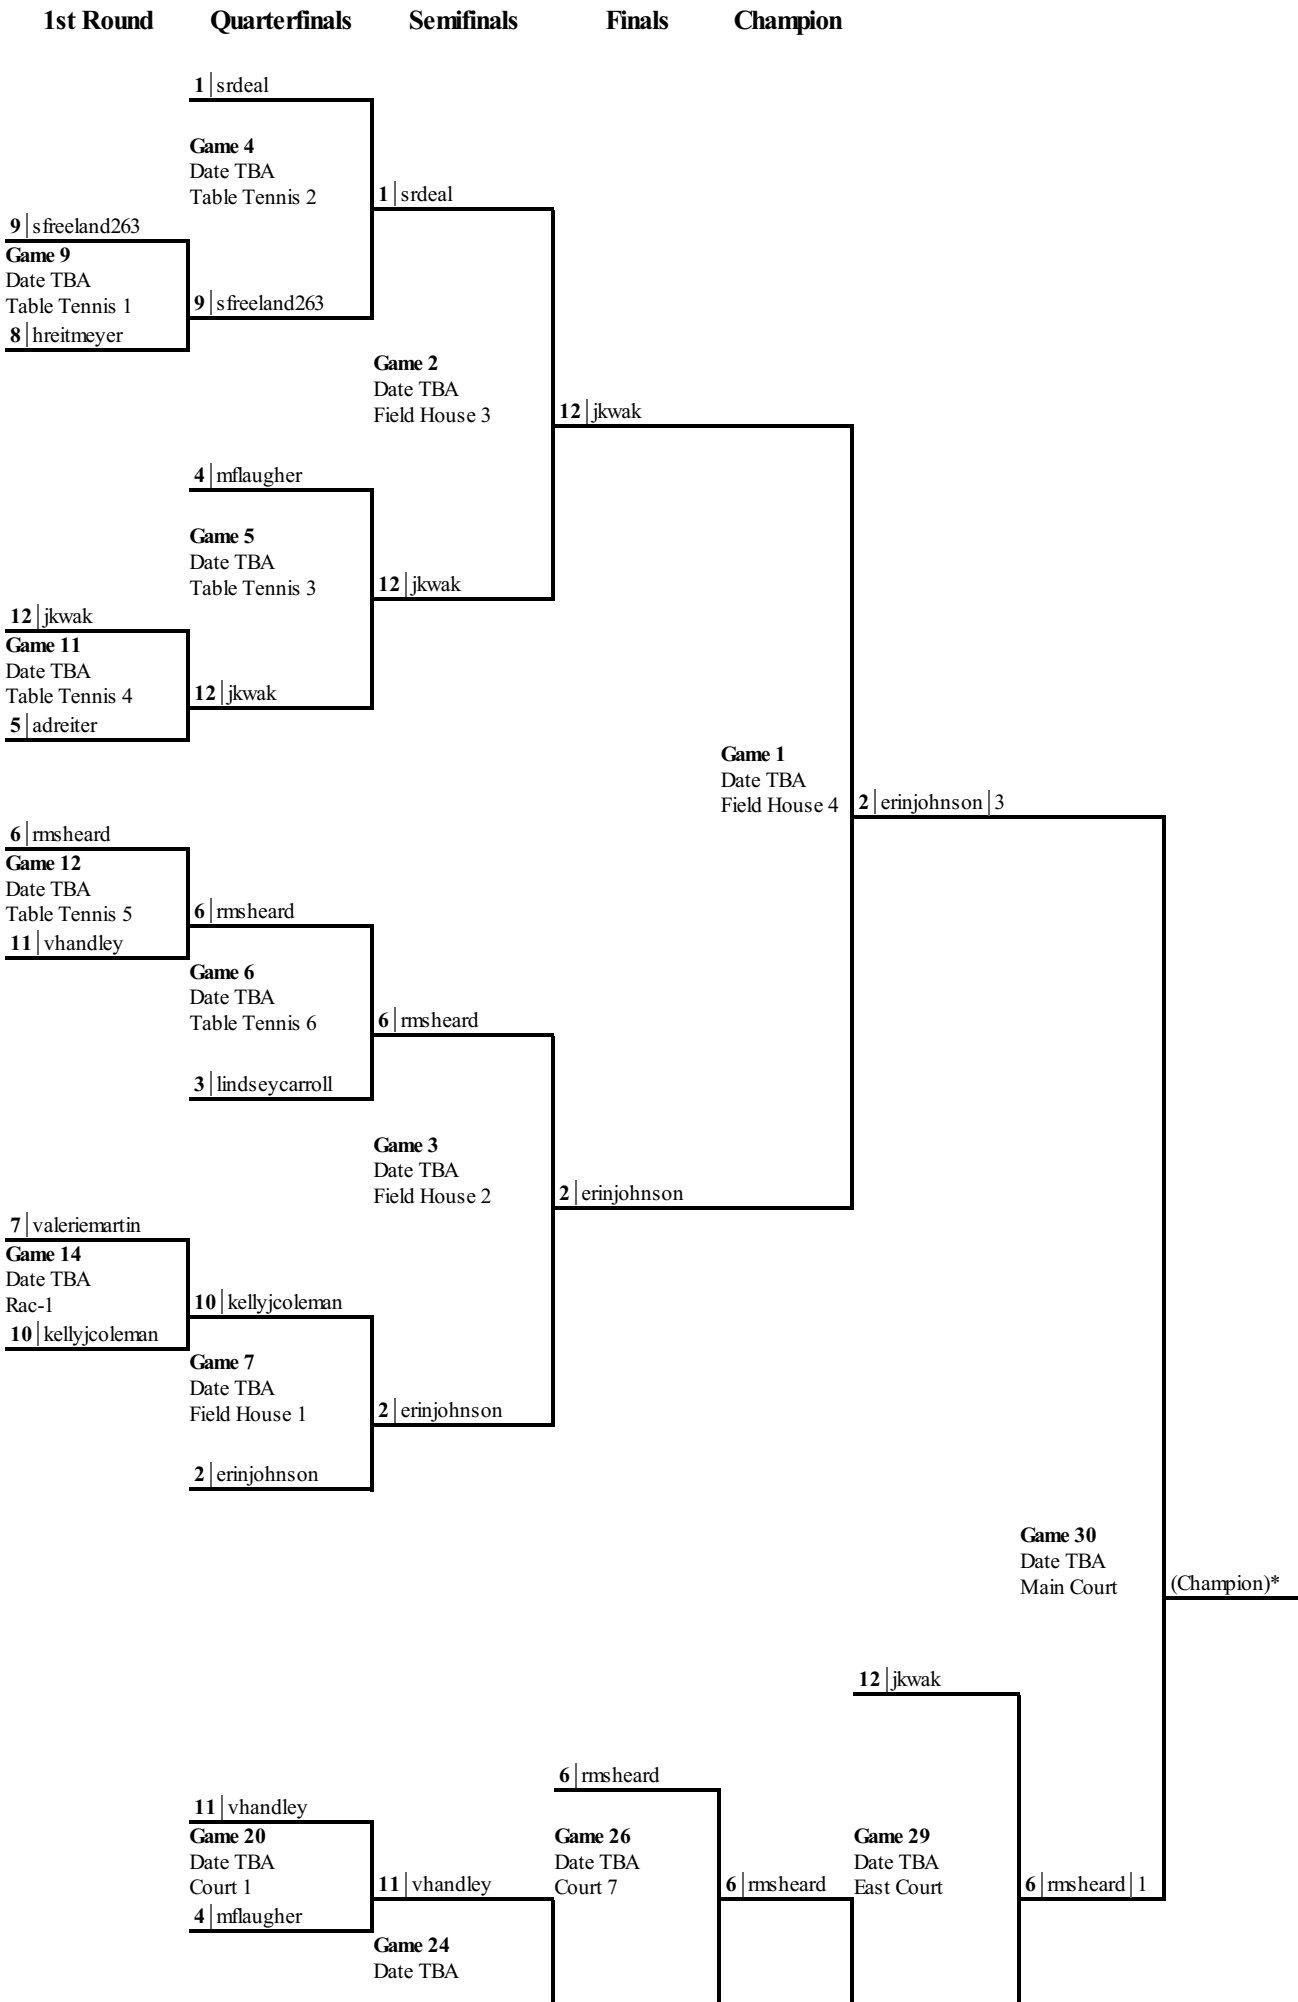 1st Round Quarterfinals Semifinals Finals Champion
1 srdeal
Game 4
Date TBA
Table Tennis 2
1 srdeal
9 sfreeland263
Game 9
Date TBA
Table Tennis 1
9 sfreeland263
8 hreitmeyer
Game 2
Date TBA
Field House 3
12 jkwak
4 mflaugher
Game 5
Date TBA
Table Tennis 3
12 jkwak
12 jkwak
Game 11
Date TBA
Table Tennis 4
12 jkwak
5 adreiter
Game 1
Date TBA
Field House 4
2 erinjohnson 3
6 rmsheard
Game 12
Date TBA
Table Tennis 5
6 rmsheard
11 vhandley
Game 6
Date TBA
Table Tennis 6
6 rmsheard
3 lindseycarroll
Game 3
Date TBA
Field House 2
2 erinjohnson
7 valeriemartin
Game 14
Date TBA
Rac-1
10 kellyjcoleman
10 kellyjcoleman
Game 7
Date TBA
Field House 1
2 erinjohnson
2 erinjohnson
Game 30
Date TBA
Main Court
(Champion)*
12 jkwak
6 rmsheard
11 vhandley
Game 20
Date TBA
Court 1
11 vhandley
4 mflaugher
Game 26
Date TBA
Court 7
6 rmsheard
Game 29
Date TBA
East Court
6 rmsheard 1
Game 24
Date TBA